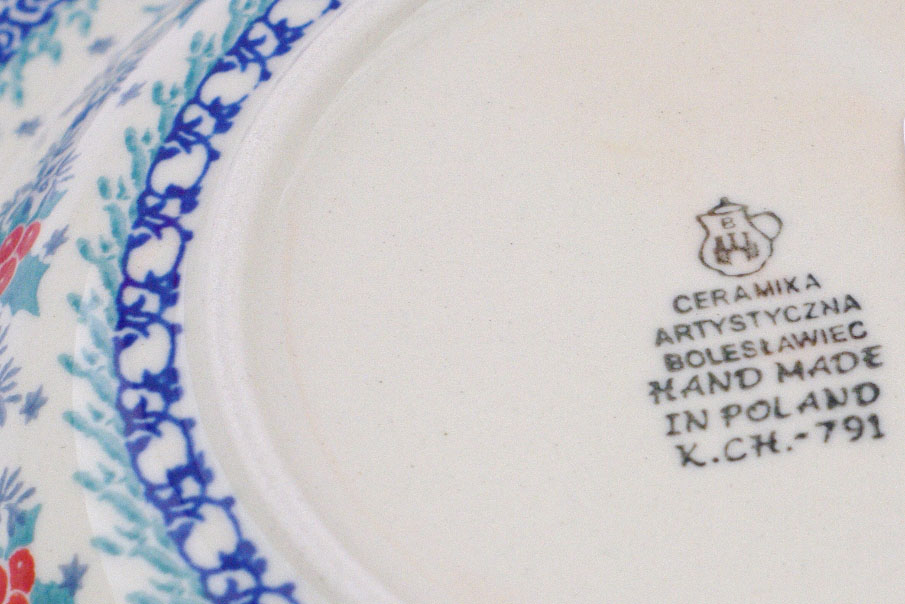 B
CERAMIKA
ARTYSTYCZNA
BOLESŁAWIEC
HAND MADE
IN POLAND
K.CH.-791